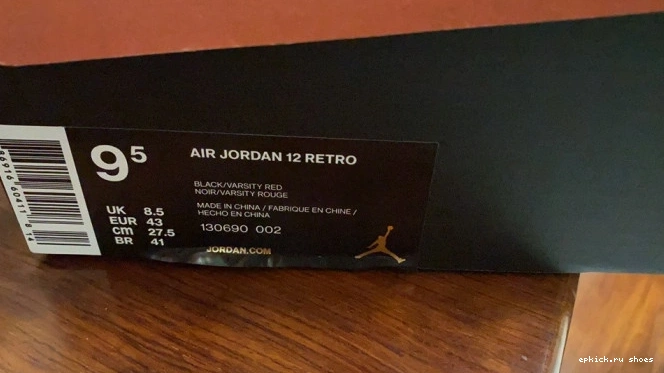 9⁵
AIR JORDAN 12 RETRO
BLACK/VARSITY RED
NOIR/VARSITY ROUGE
MADE IN CHINA / FABRIQUE EN CHINE /
HECHO EN CHINA
130690 002
UK 8.5
EUR 43
cm 27.5
BR 41
JORDAN.COM
epkick.ru shoes